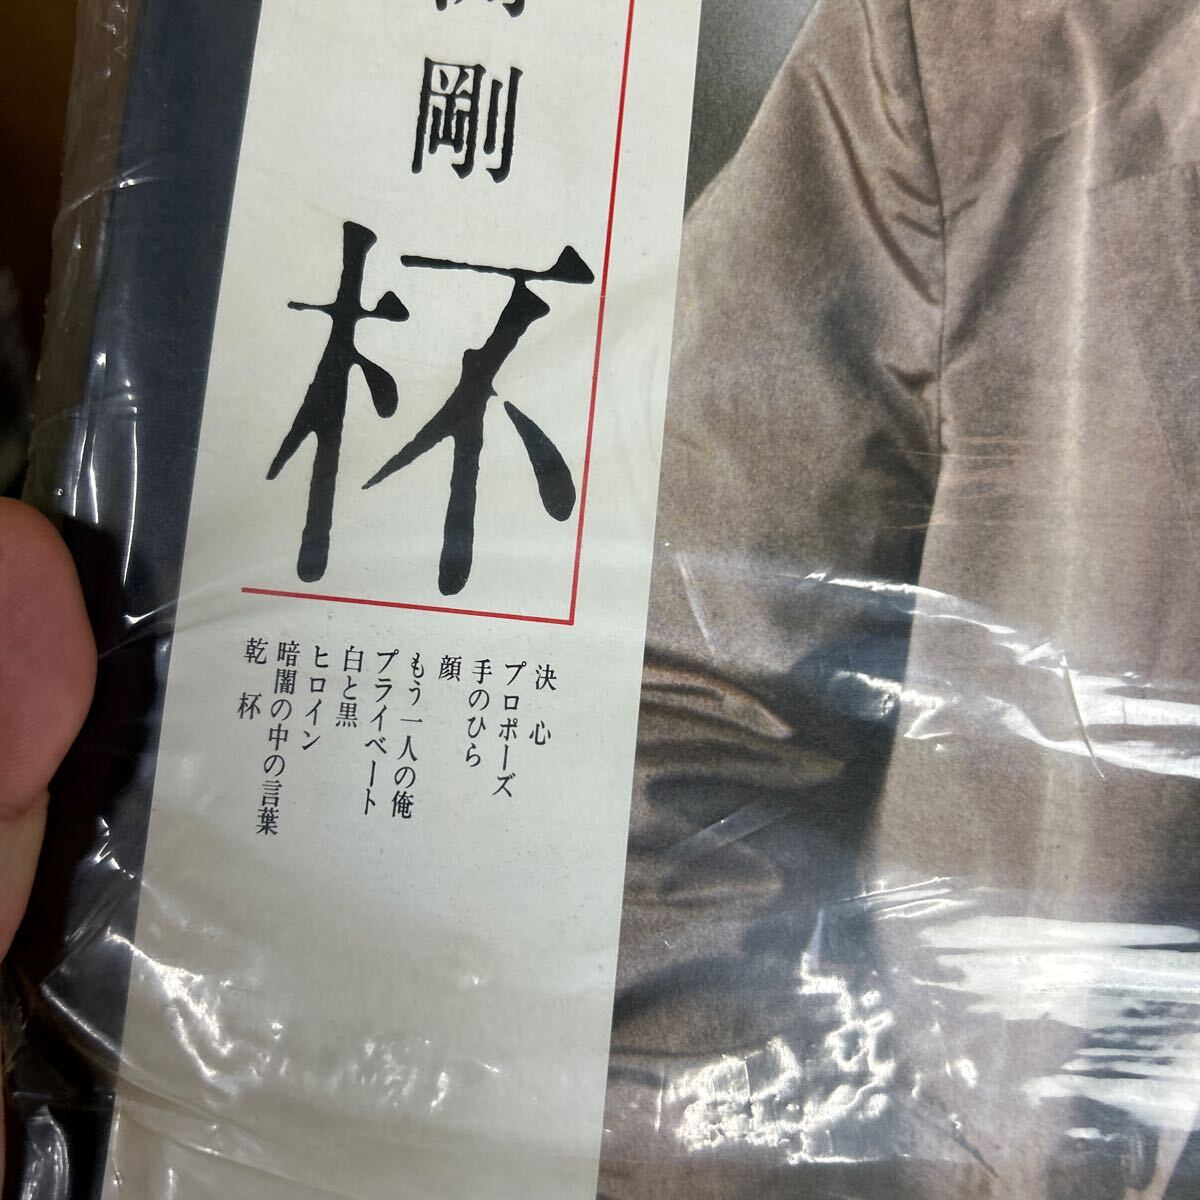 剛
杯
決心
プロポーズ
手のひら
顔
もう一人の俺
プライベート
白と黒
ヒロイン
暗闇の中の言葉
乾杯